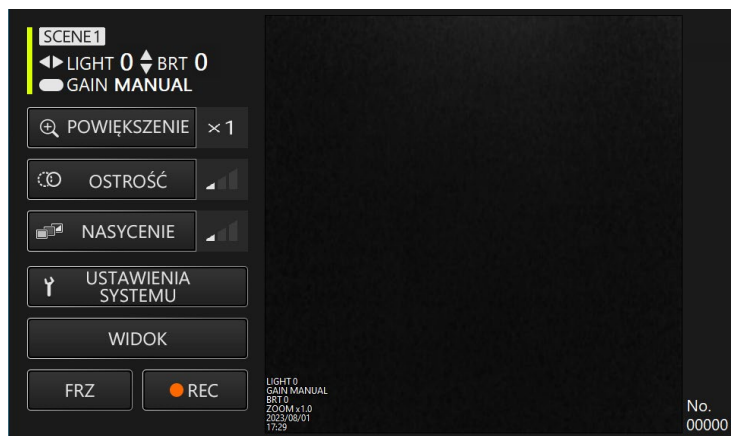 SCENE1
LIGHT 0 BRT 0
GAIN MANUAL
POWIĘKSZENIE ×1
OSTROŚĆ
NASYCENIE
USTAWIENIA
SYSTEMU
WIDOK
FRZ REC
LIGHT 0
GAIN MANUAL
BRT 0
ZOOM x1.0
2023/08/01
17:29
No.
00000